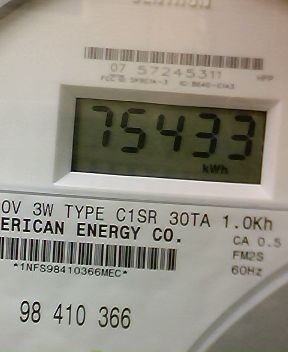 07 57245311
HPP
75433
kWh
0V 3W TYPE C1SR 30TA 1.0Kh
ERICAN ENERGY CO.
CA 0.5
FM2S
60Hz
*1NFS98410366MEC*
98 410 366